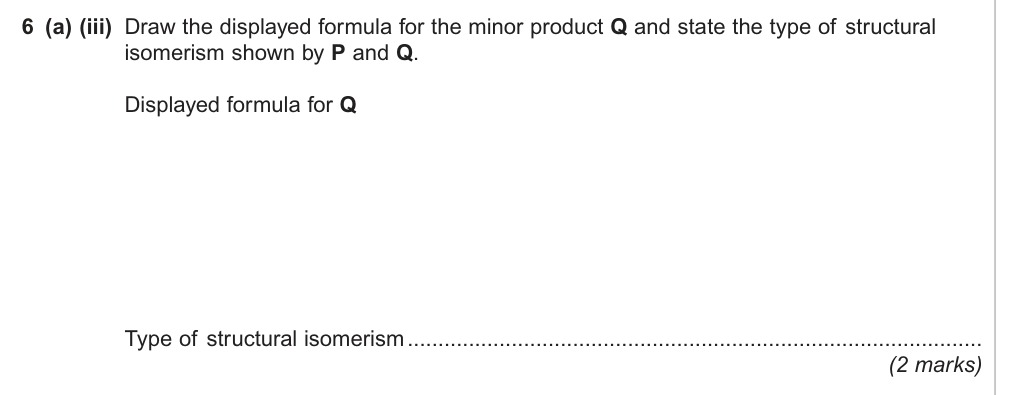 6 (a) (iii) Draw the displayed formula for the minor product Q and state the type of structural
isomerism shown by P and Q.
Displayed formula for Q
Type of structural isomerism................................................................................................
(2 marks)